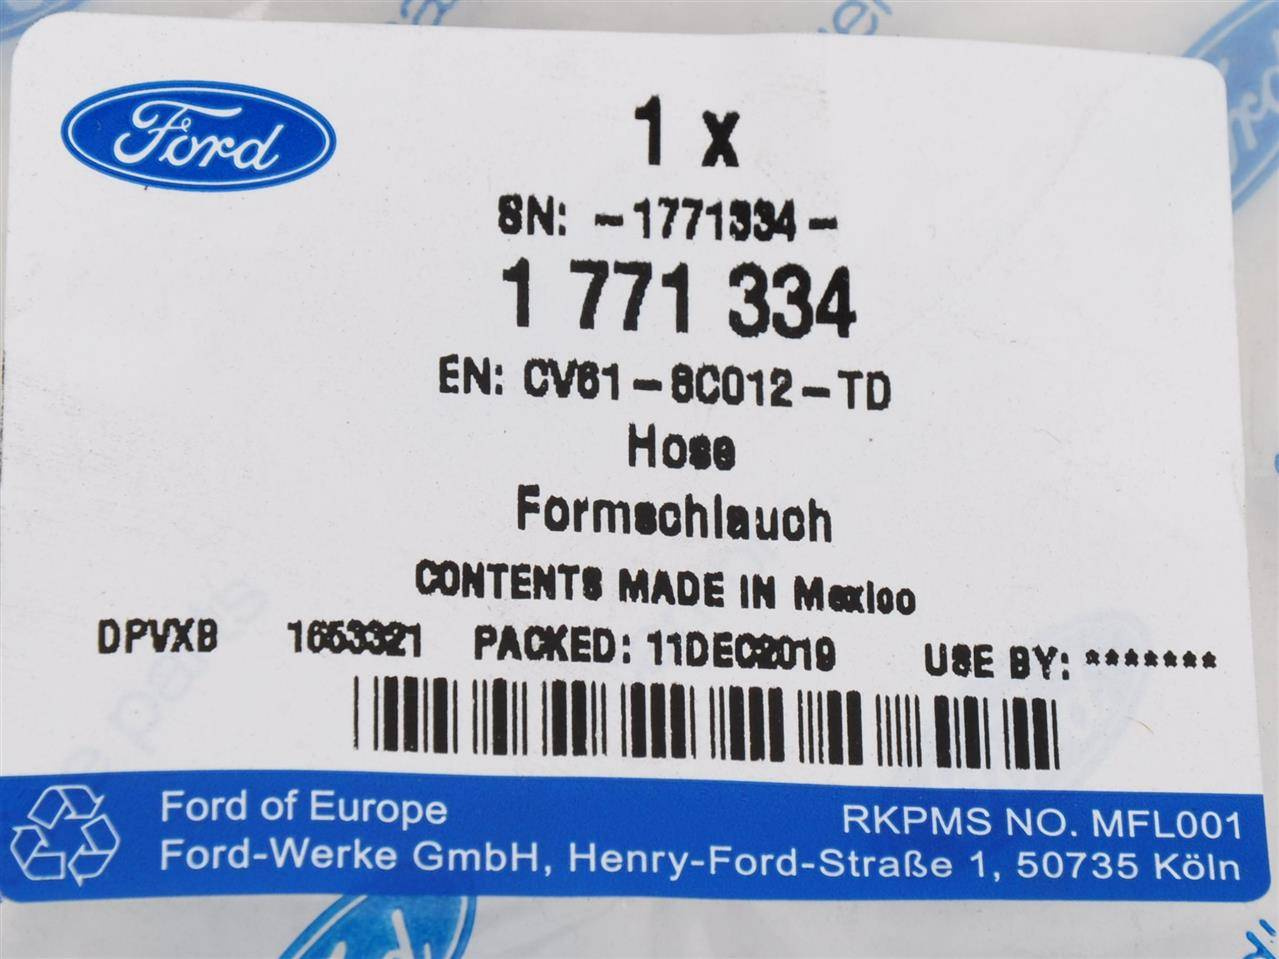 Ford
1 x
SN: -1771334-
1 771 334
EN: CV61-8C012-TD
Hose
Formschlauch
CONTENTS MADE IN Mexico
DPVXB 1653321 PACKED: 11DEC2019 USE BY: *******
Ford of Europe
RKPMS NO. MFL001
Ford-Werke GmbH, Henry-Ford-Straße 1, 50735 Köln